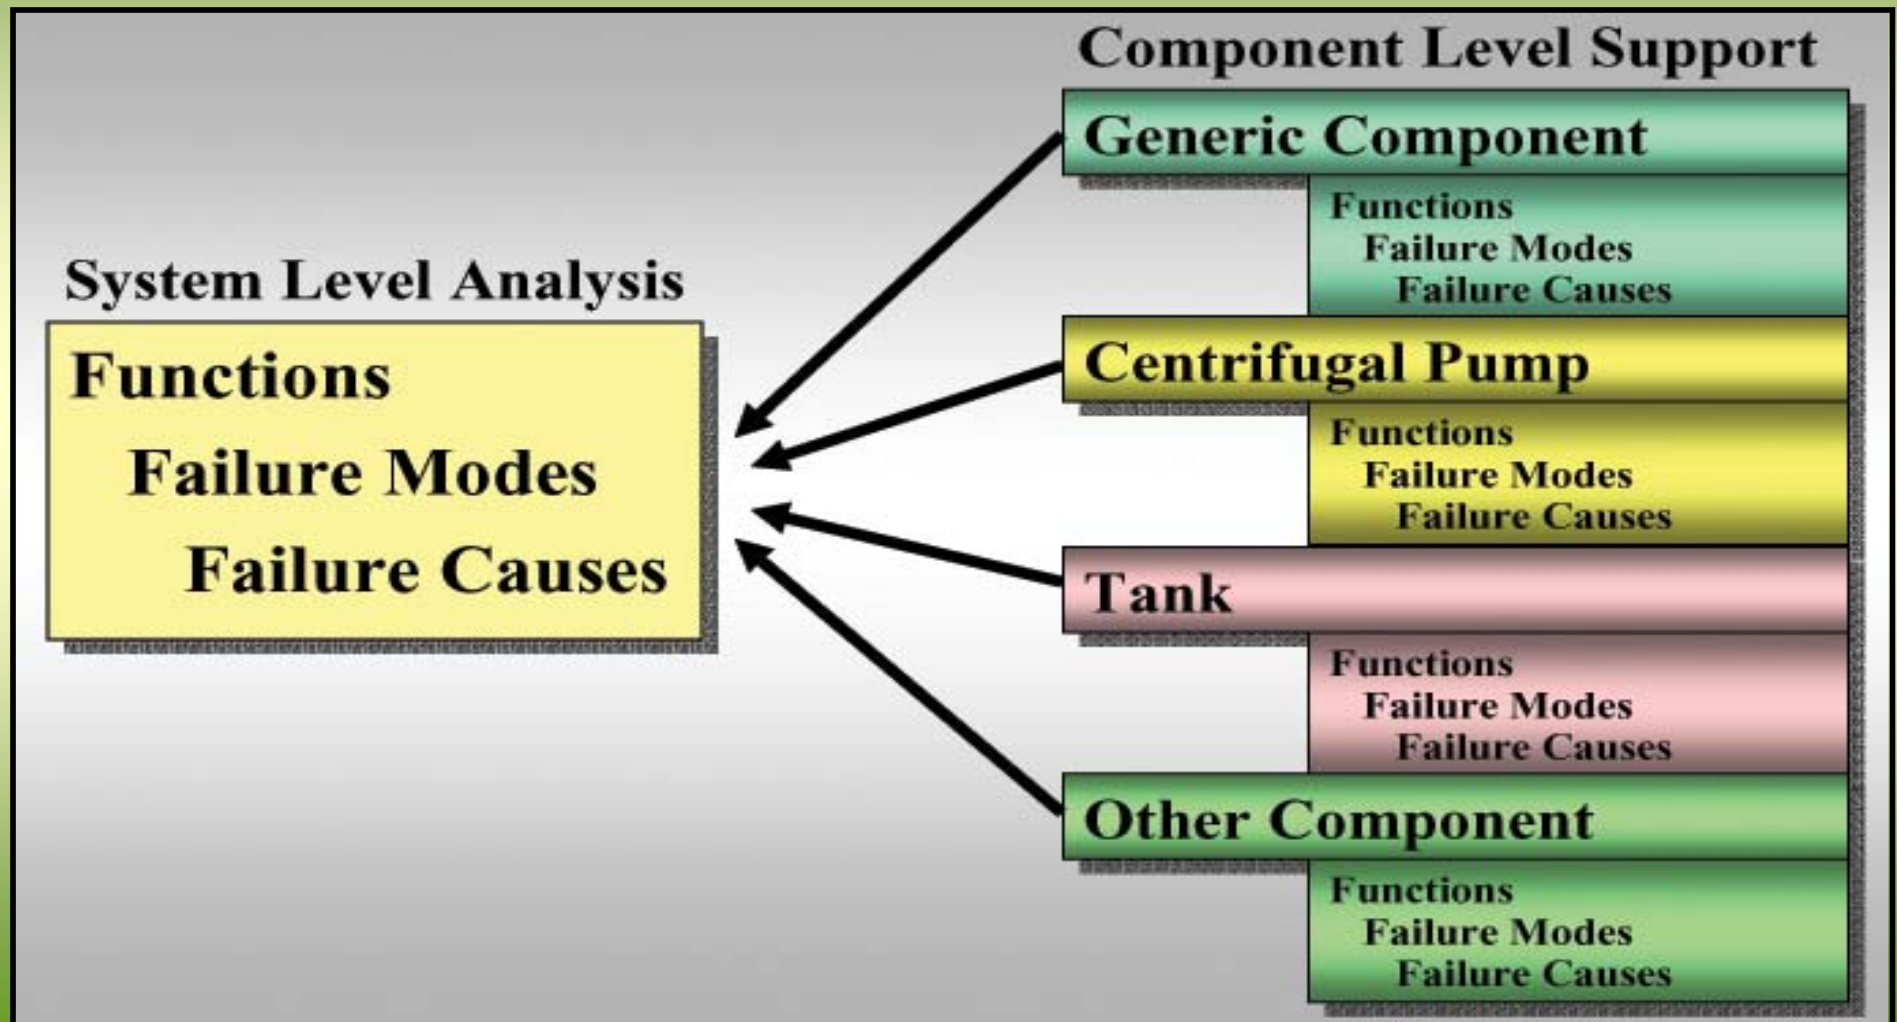 System Level Analysis
Functions
Failure Modes
Failure Causes
Component Level Support
Generic Component
Functions
Failure Modes
Failure Causes
Centrifugal Pump
Functions
Failure Modes
Failure Causes
Tank
Functions
Failure Modes
Failure Causes
Other Component
Functions
Failure Modes
Failure Causes